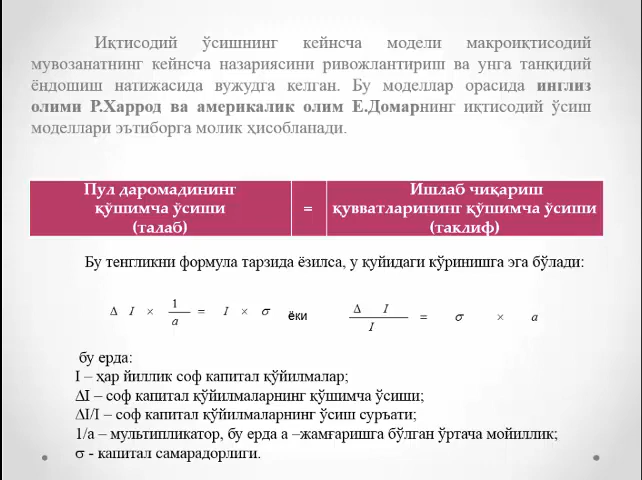 Иқтисодий ўсишнинг кейнсча модели макроиқтисодий
мувозанатнинг кейнсча назариясини ривожлантириш ва унга танқидий
ёндошиш натижасида вужудга келган. Бу моделлар орасида инглиз
олими Р.Харрод ва америкалик олим Е.Домарнинг иқтисодий ўсиш
моделлари эътиборга молик ҳисобланади.
Пул даромадининг
қўшимча ўсиши
(талаб)
=
Ишлаб чиқариш
қувватларининг қўшимча ўсиши
(таклиф)
Бу тенгликни формула тарзида ёзилса, у қуйидаги кўринишга эга бўлади:
Δ I × 1/a = I × σ ёки Δ I / I = σ × a
бу ерда:
I – ҳар йиллик соф капитал қўйилмалар;
ΔI – соф капитал қўйилмаларнинг қўшимча ўсиши;
ΔI/I – соф капитал қўйилмаларнинг ўсиш суръати;
1/a – мультипликатор, бу ерда а –жамғаришга бўлган ўртача мойиллик;
σ - капитал самарадорлиги.